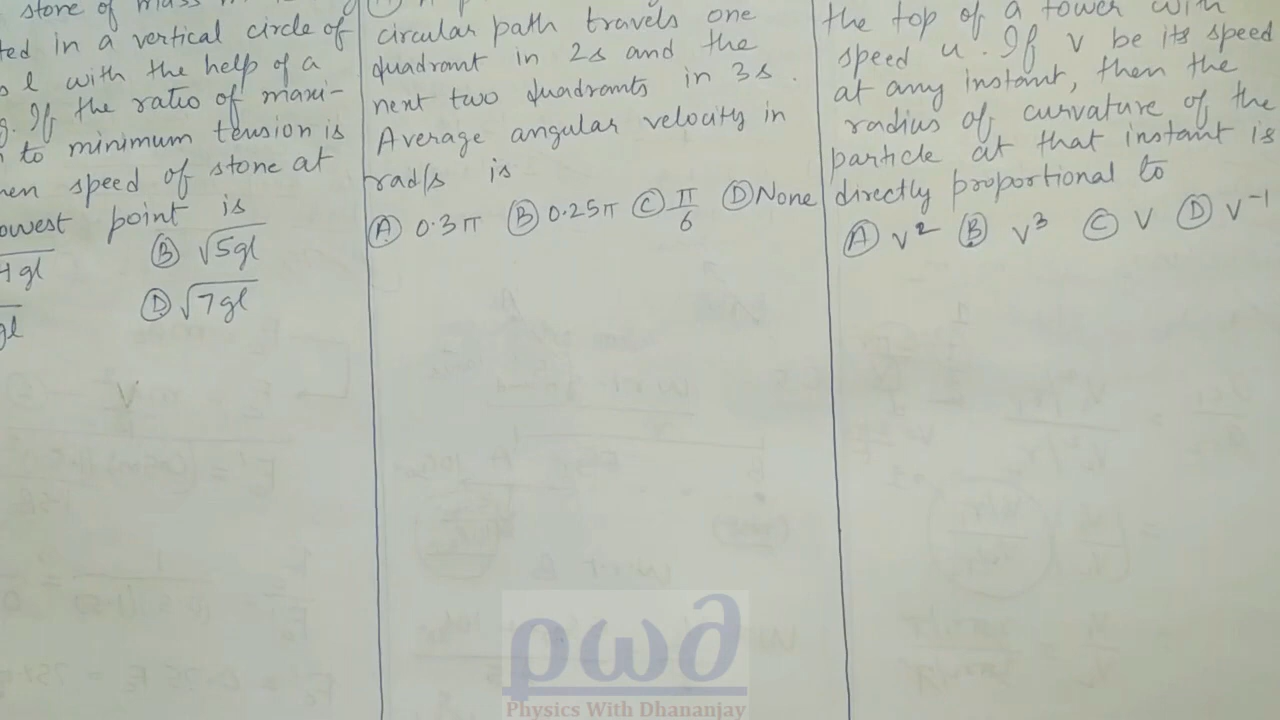 stone of mass
ted in a vertical circle of
l with the help of a
g. If the ratio of maxi-
to minimum tension is
speed of stone at
owest point is
4gl
Ⓑ √5gl
gl
Ⓓ √7gl
circular path travels one
quadrant in 2s and the
next two quadrants in 3s.
Average angular velocity in
rad/s is
Ⓐ 0.3π Ⓑ 0.25π Ⓒ π/6 Ⓓ None
the top of a tower with
speed u. If v be its speed
at any instant, then the
radius of curvature of the
particle at that instant is
directly proportional to
Ⓐ v² Ⓑ v³ Ⓒ v Ⓓ v⁻¹
ρω∂
Physics With Dhananjay